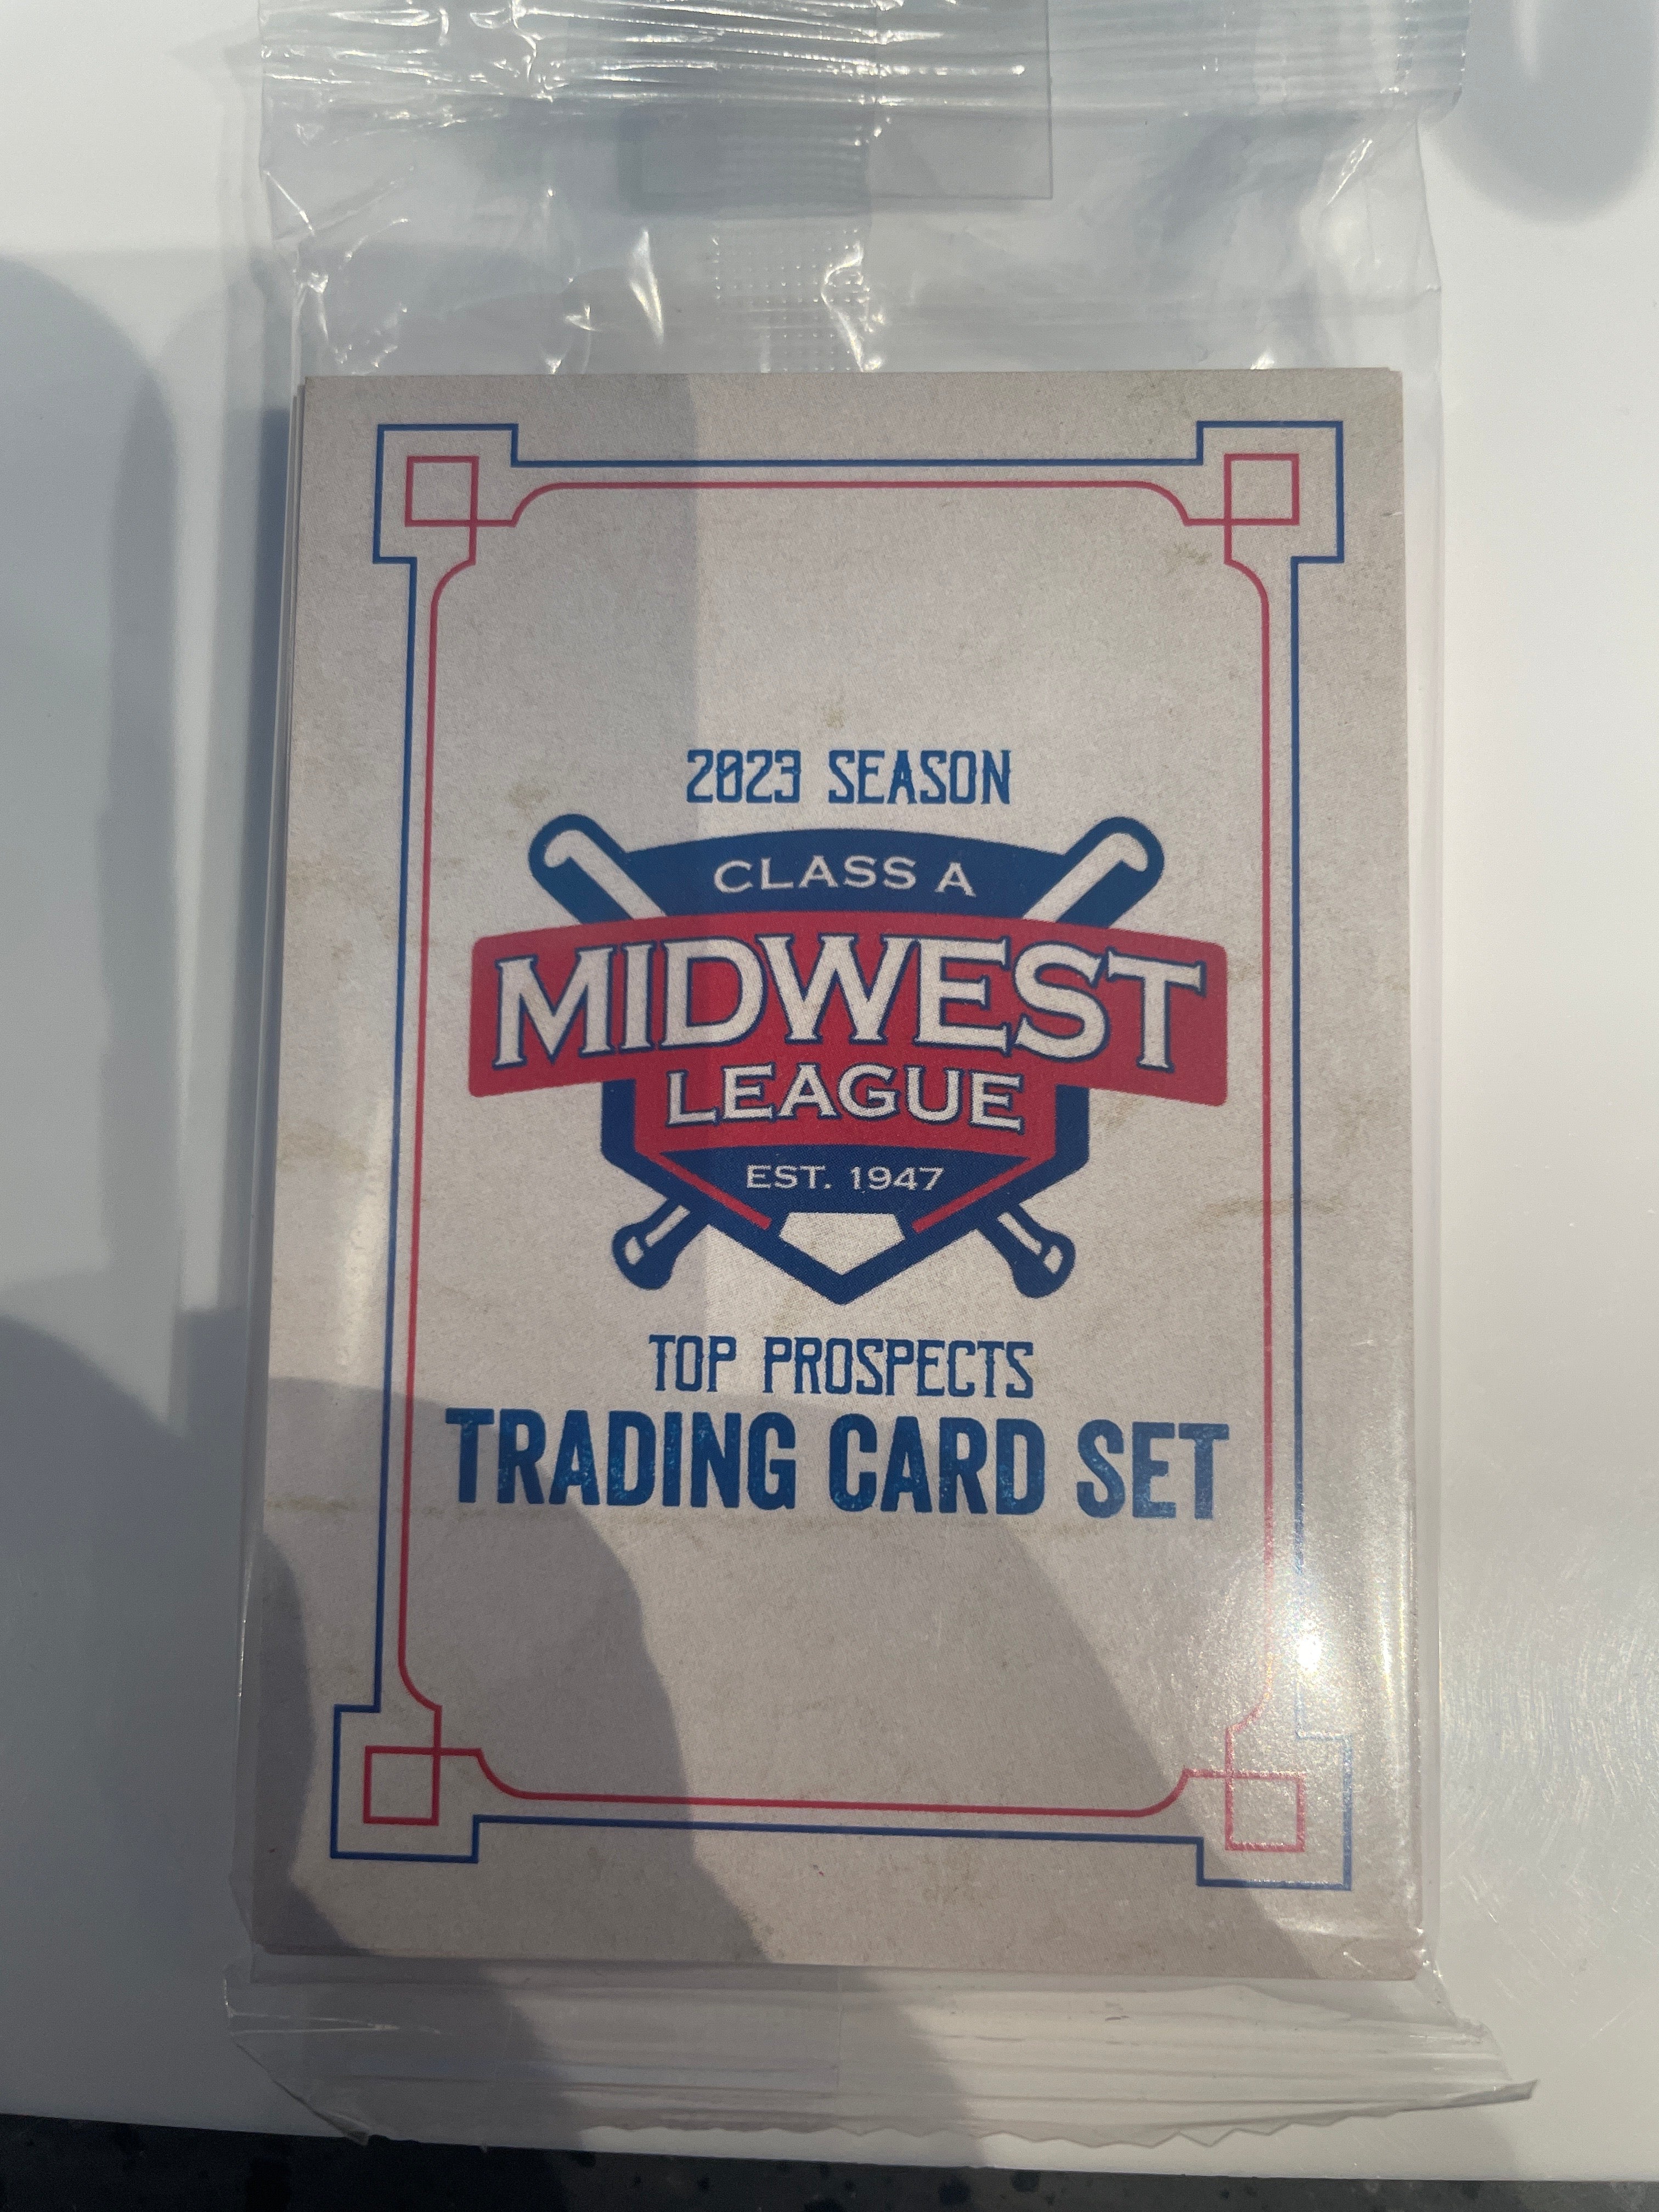 2023 SEASON
CLASS A
MIDWEST
LEAGUE
EST. 1947
TOP PROSPECTS
TRADING CARD SET